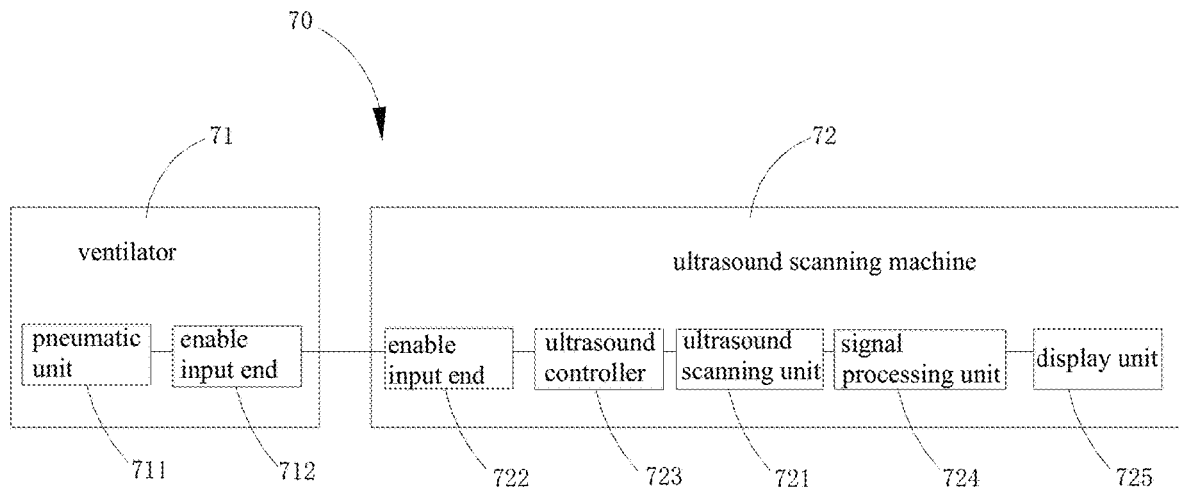 70
71
72
ventilator
ultrasound scanning machine
pneumatic
unit
enable
input end
enable
input end
ultrasound
controller
ultrasound
scanning unit
signal
processing unit
display unit
711
712
722
723
721
724
725